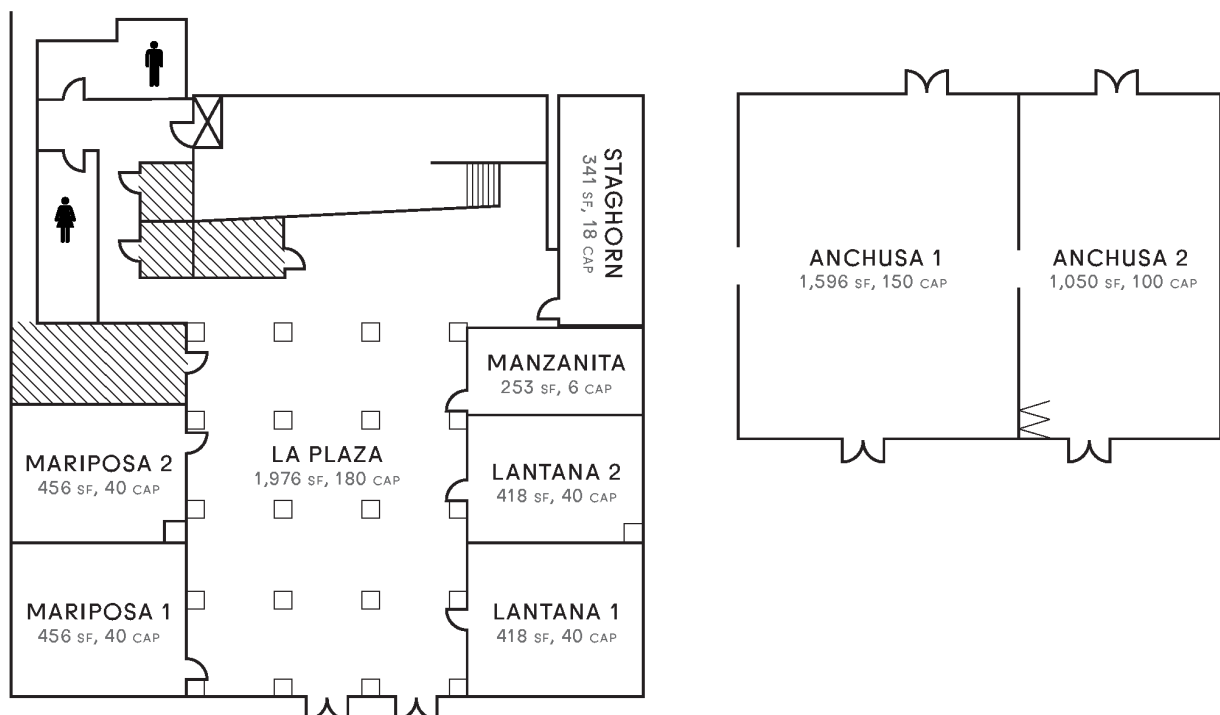 STAGHORN
341 SF, 18 CAP
MANZANITA
253 SF, 6 CAP
LA PLAZA
1,976 SF, 180 CAP
MARIPOSA 2
456 SF, 40 CAP
LANTANA 2
418 SF, 40 CAP
MARIPOSA 1
456 SF, 40 CAP
LANTANA 1
418 SF, 40 CAP
ANCHUSA 1
1,596 SF, 150 CAP
ANCHUSA 2
1,050 SF, 100 CAP